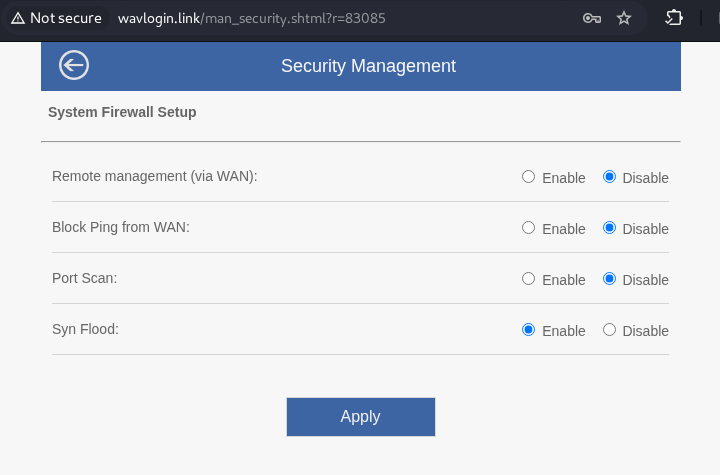 Not secure wavlogin.link/man_security.shtml?r=83085
Security Management
System Firewall Setup
Remote management (via WAN): Enable Disable
Block Ping from WAN: Enable Disable
Port Scan: Enable Disable
Syn Flood: Enable Disable
Apply